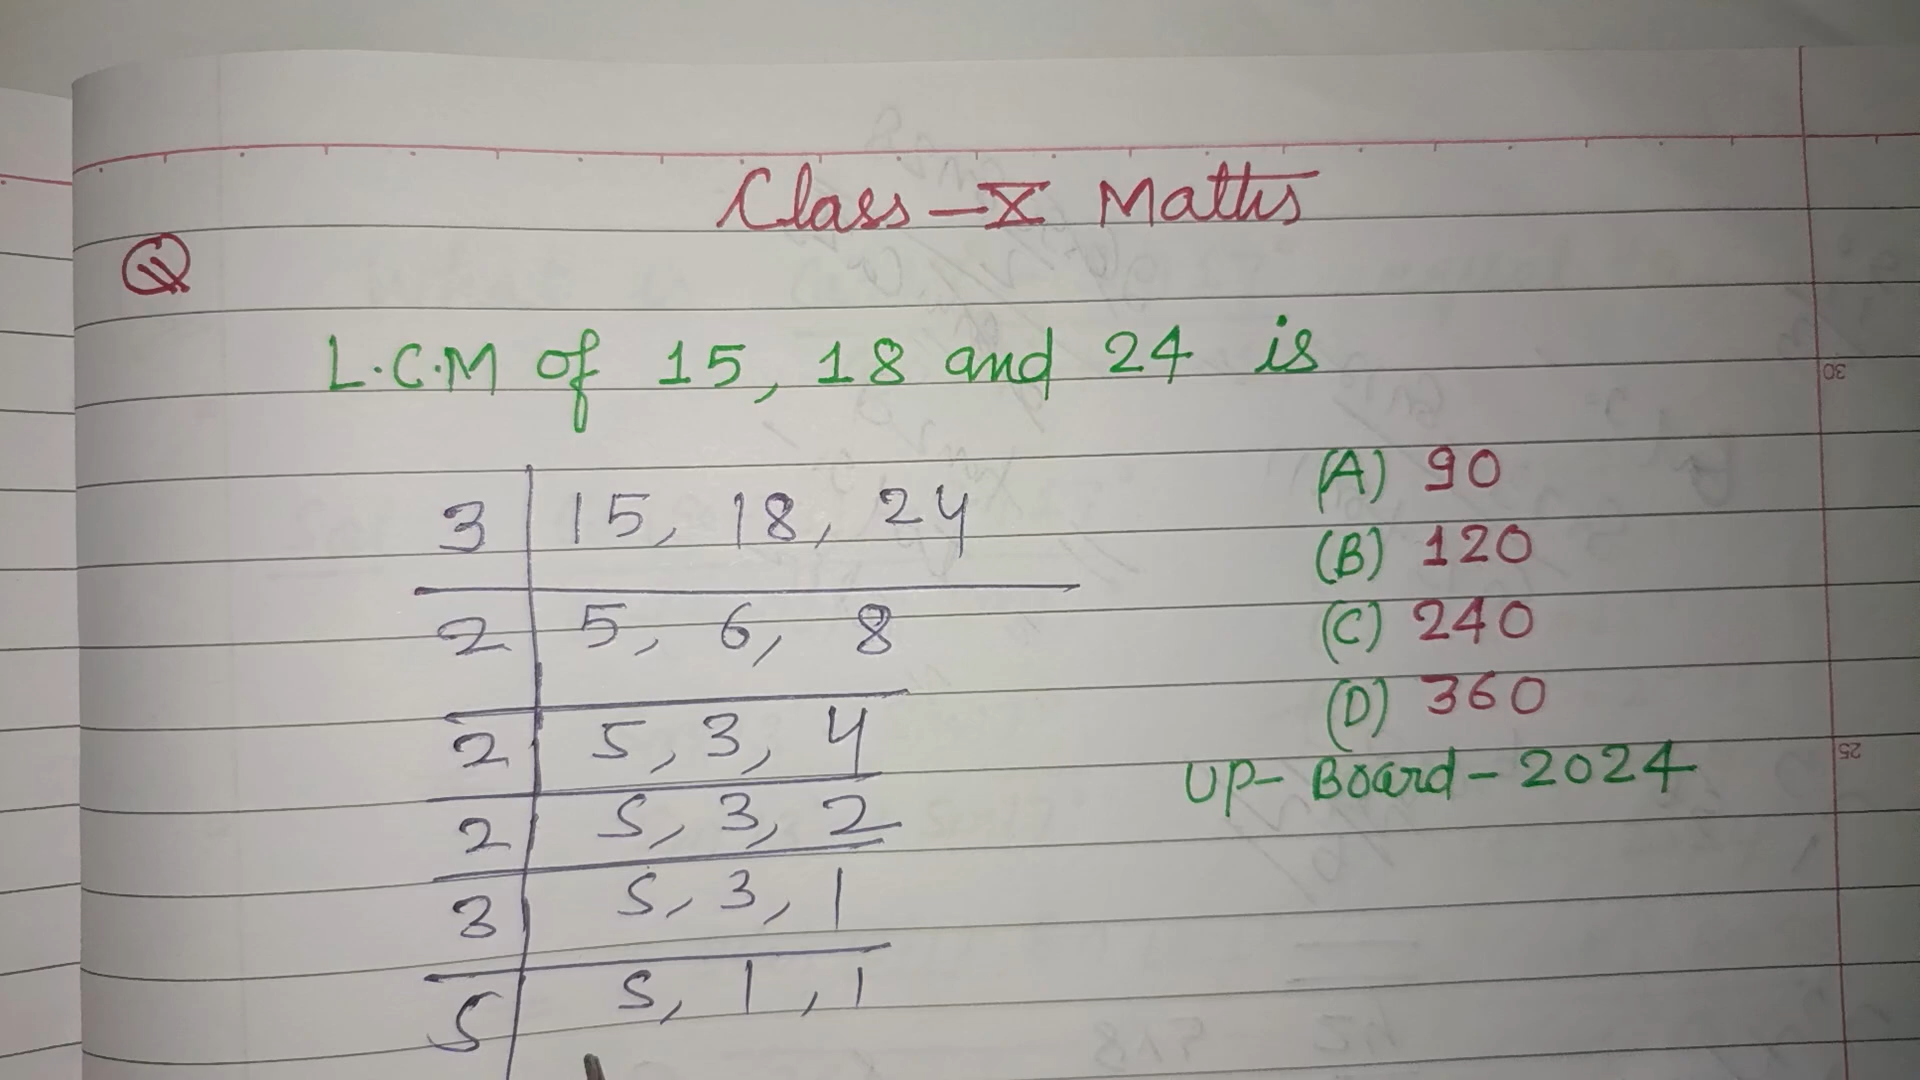 Class-X Maths
Q
L.C.M of 15, 18 and 24 is
3 15, 18, 24
2 5, 6, 8
2 5, 3, 4
2 5, 3, 2
3 5, 3, 1
5 5, 1, 1
(A) 90
(B) 120
(C) 240
(D) 360
UP-Board-2024
30
25